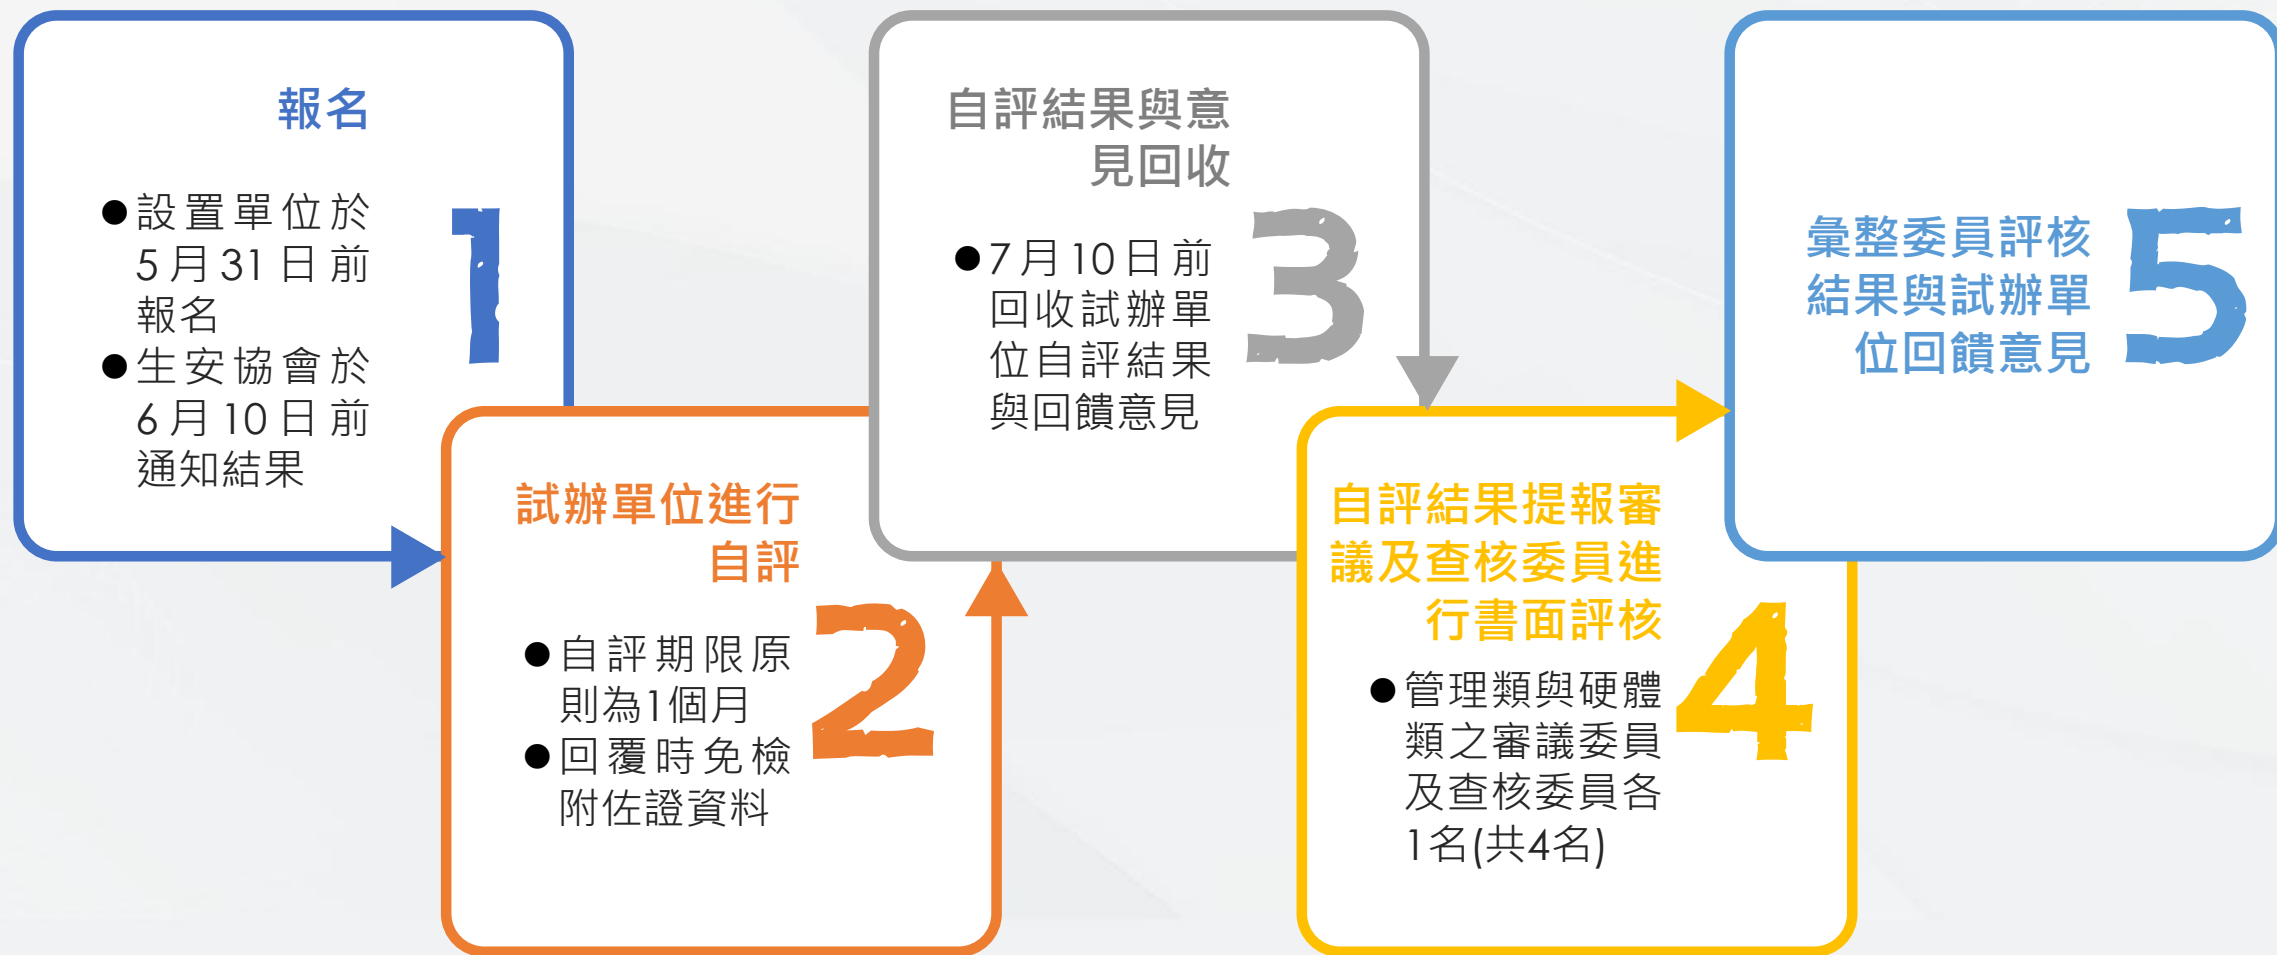 報名
●設置單位於
5月31日前
報名
●生安協會於
6月10日前
通知結果
1
試辦單位進行
自評
●自評期限原
則為1個月
●回覆時免檢
附佐證資料
2
自評結果與意
見回收
●7月10日前
回收試辦單
位自評結果
與回饋意見
3
自評結果提報審
議及查核委員進
行書面評核
●管理類與硬體
類之審議委員
及查核委員各
1名(共4名)
4
彙整委員評核
結果與試辦單
位回饋意見
5